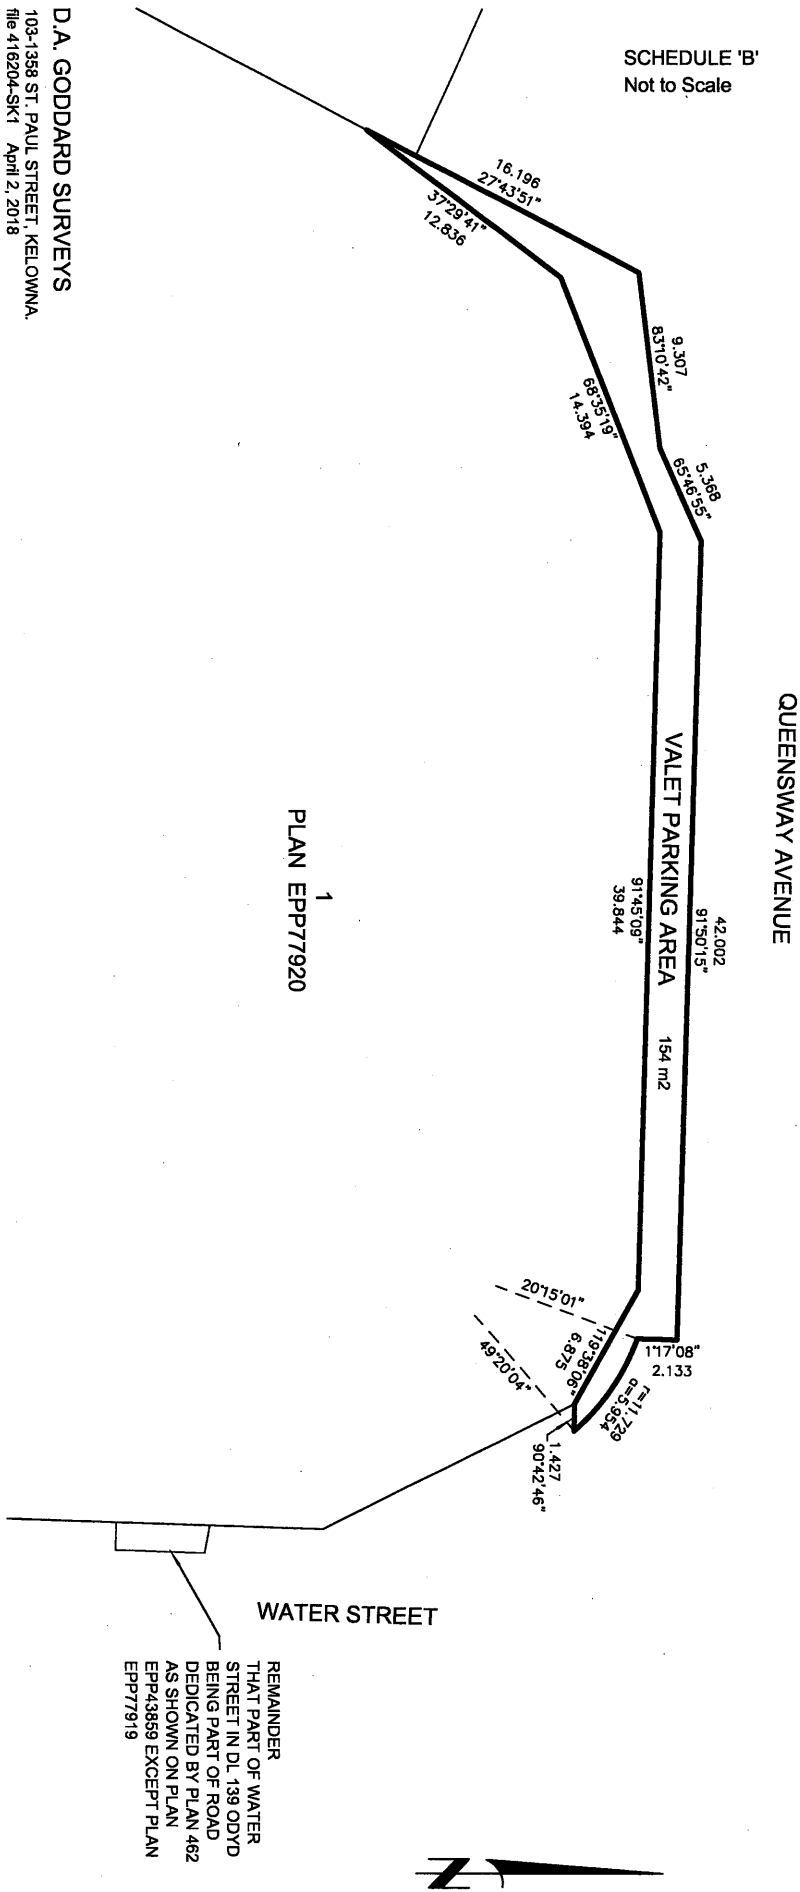 SCHEDULE 'B'
Not to Scale
D.A. GODDARD SURVEYS
103-1358 ST. PAUL STREET, KELOWNA.
file 416204-SK1 April 2, 2018
QUEENSWAY AVENUE
16.196
27°43'51"
37°29'41"
12.836
9.307
83°10'42"
68°35'19"
14.394
5.368
65°46'55"
VALET PARKING AREA 154 m2
42.002
91°50'15"
91°45'09"
39.844
1
PLAN EPP77920
20°15'01"
119°38'06"
6.875
49°20'04"
1°17'08"
2.133
r=11.729
a=5.954
1.427
90°42'46"
WATER STREET
REMAINDER
THAT PART OF WATER
STREET IN DL 139 ODYD
BEING PART OF ROAD
DEDICATED BY PLAN 462
AS SHOWN ON PLAN
EPP43859 EXCEPT PLAN
EPP77919
N